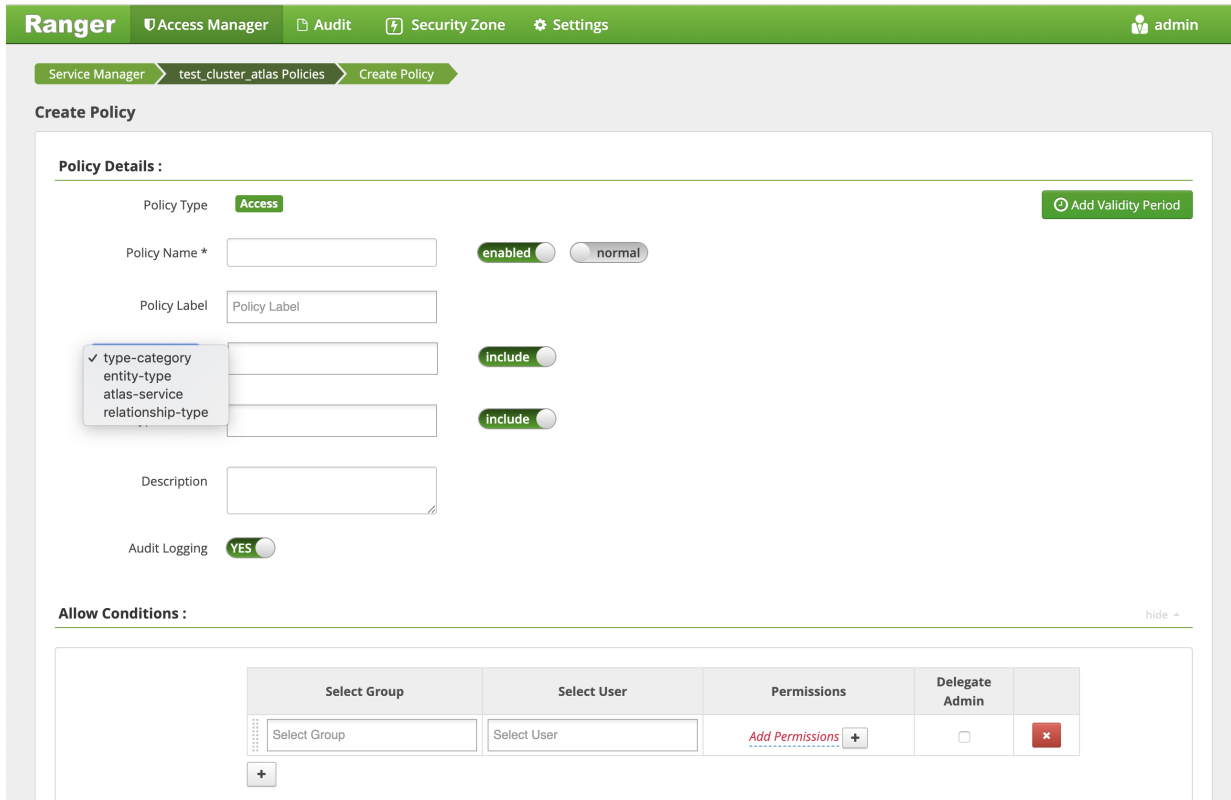 Ranger Access Manager Audit Security Zone Settings admin
Service Manager test_cluster_atlas Policies Create Policy
Create Policy
Policy Details :
Policy Type Access Add Validity Period
Policy Name * enabled normal
Policy Label Policy Label
✓ type-category include
entity-type
atlas-service
relationship-type
include
Description
Audit Logging YES
Allow Conditions : hide
Select Group Select User Permissions Delegate Admin
Select Group Select User Add Permissions +
+